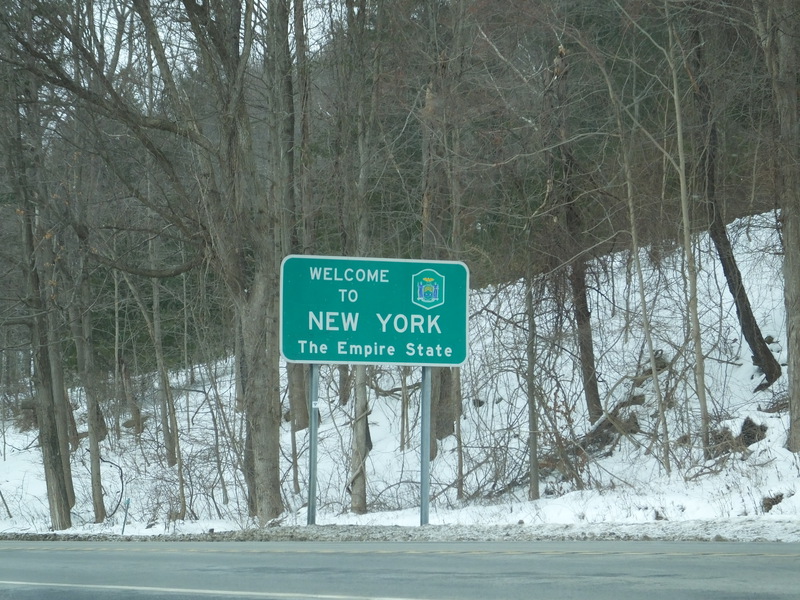 WELCOME
TO
NEW YORK
The Empire State